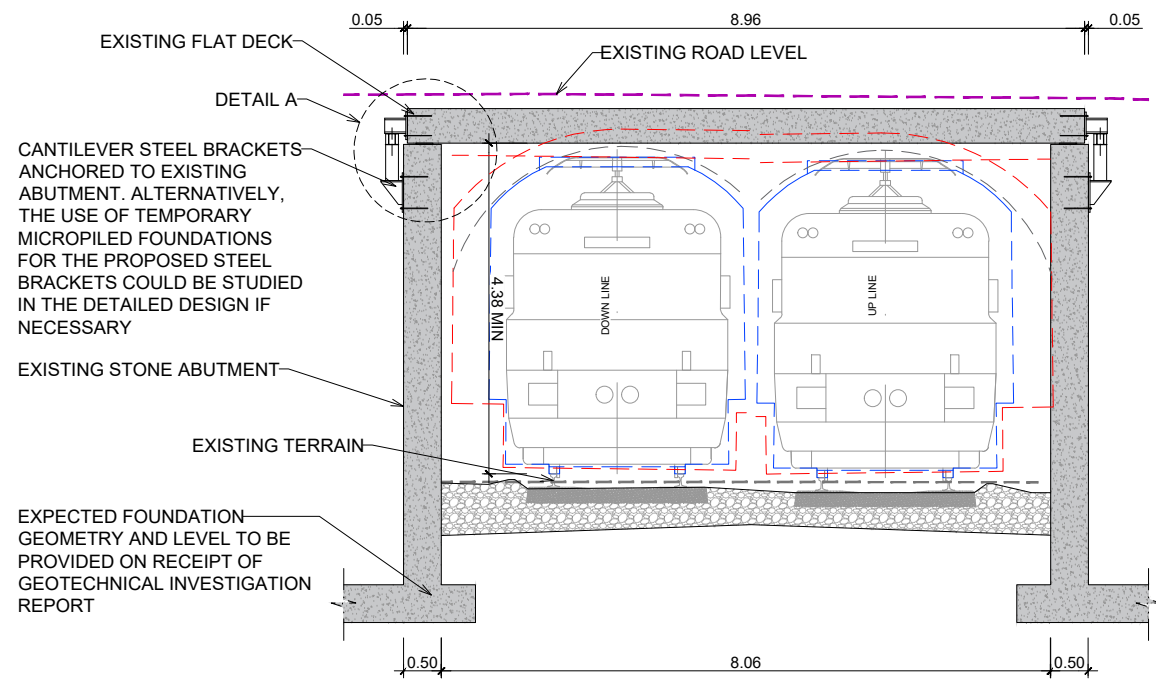 0.05
8.96
0.05
EXISTING FLAT DECK
EXISTING ROAD LEVEL
DETAIL A
CANTILEVER STEEL BRACKETS
ANCHORED TO EXISTING
ABUTMENT. ALTERNATIVELY,
THE USE OF TEMPORARY
MICROPILED FOUNDATIONS
FOR THE PROPOSED STEEL
BRACKETS COULD BE STUDIED
IN THE DETAILED DESIGN IF
NECESSARY
4.38 MIN
DOWN LINE
UP LINE
EXISTING STONE ABUTMENT
EXISTING TERRAIN
EXPECTED FOUNDATION
GEOMETRY AND LEVEL TO BE
PROVIDED ON RECEIPT OF
GEOTECHNICAL INVESTIGATION
REPORT
0.50
8.06
0.50